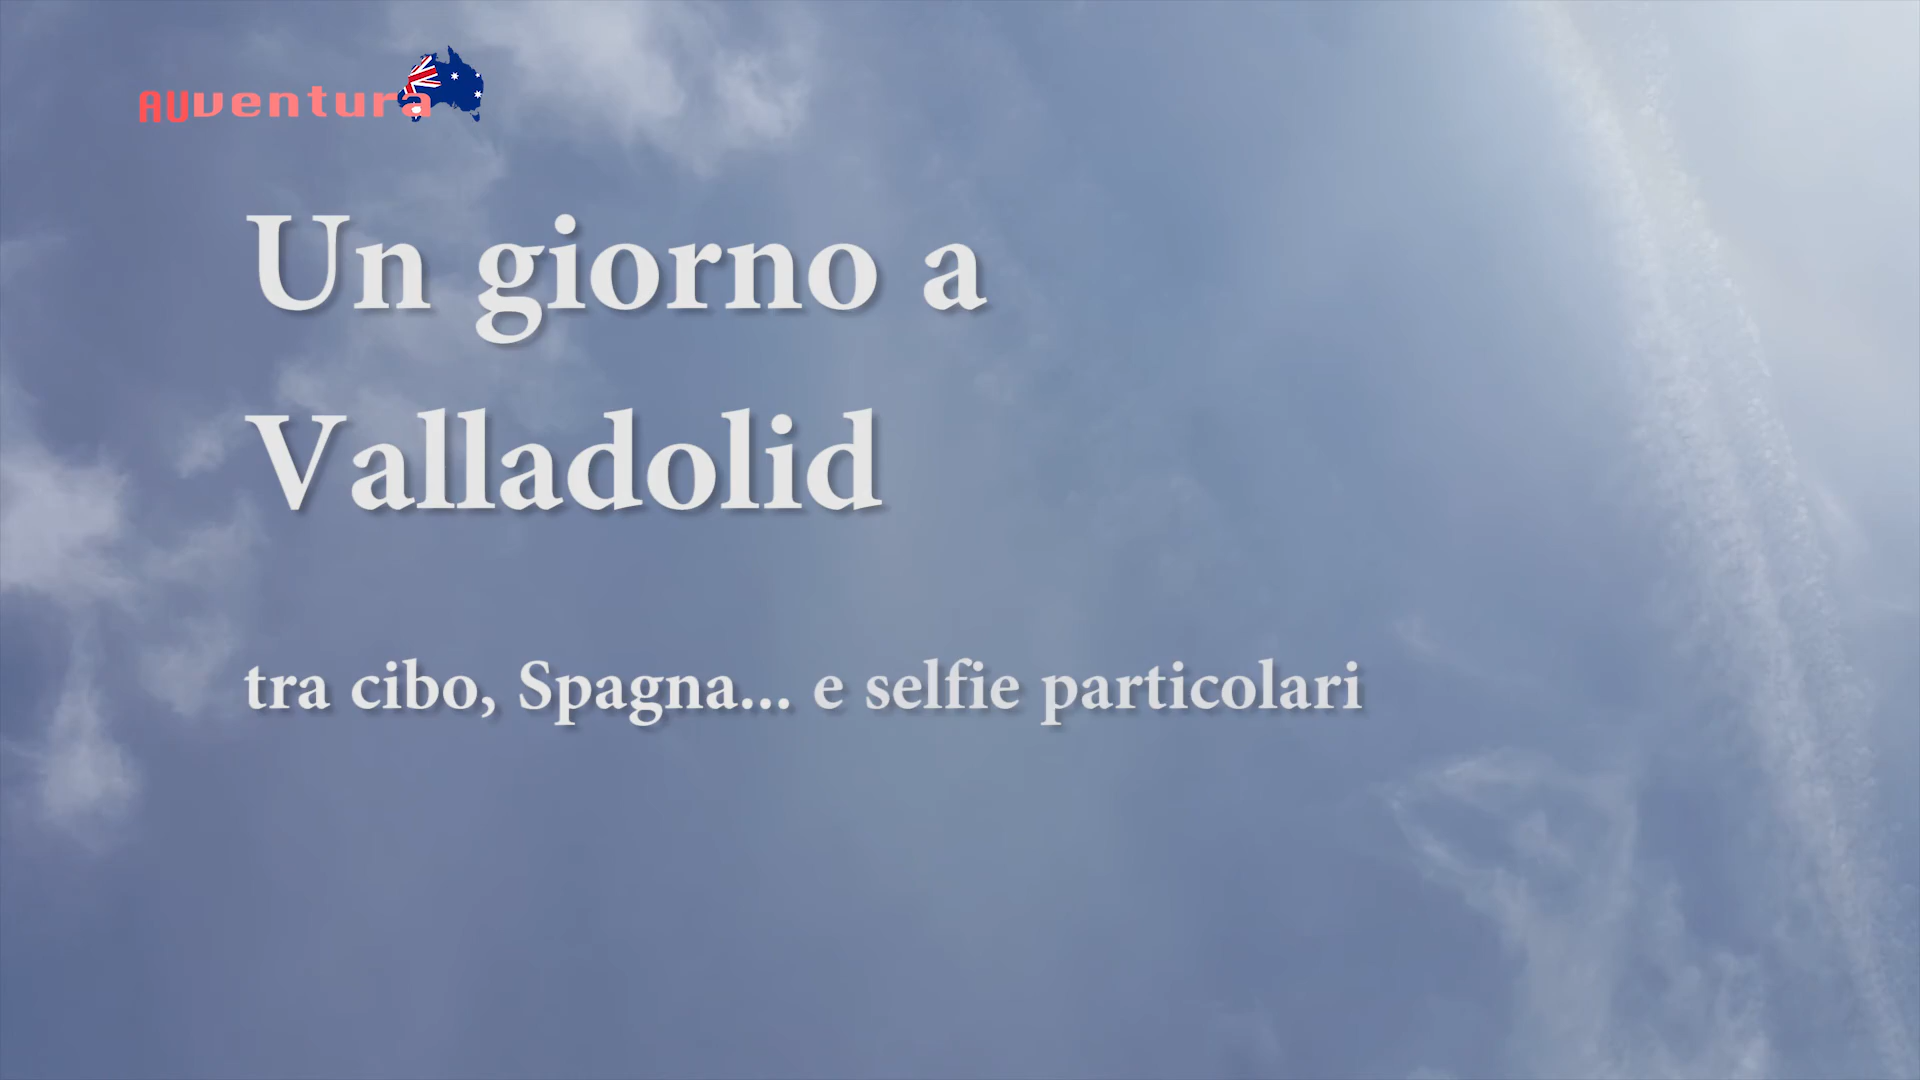 AUventura
Un giorno a
Valladolid
tra cibo, Spagna... e selfie particolari